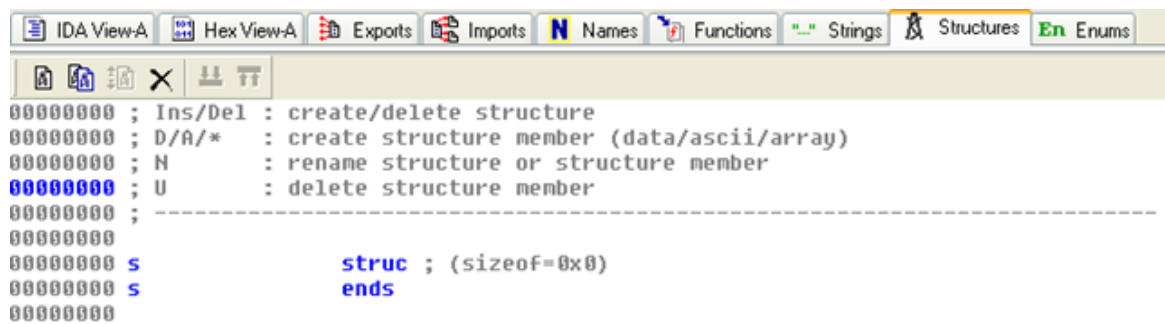 IDA View-A Hex View-A Exports Imports N Names Functions "..." Strings Structures En Enums
00000000 ; Ins/Del : create/delete structure
00000000 ; D/A/* : create structure member (data/ascii/array)
00000000 ; N : rename structure or structure member
00000000 ; U : delete structure member
00000000 ; ---------------------------------------------------------------------------
00000000
00000000 s struc ; (sizeof=0x0)
00000000 s ends
00000000